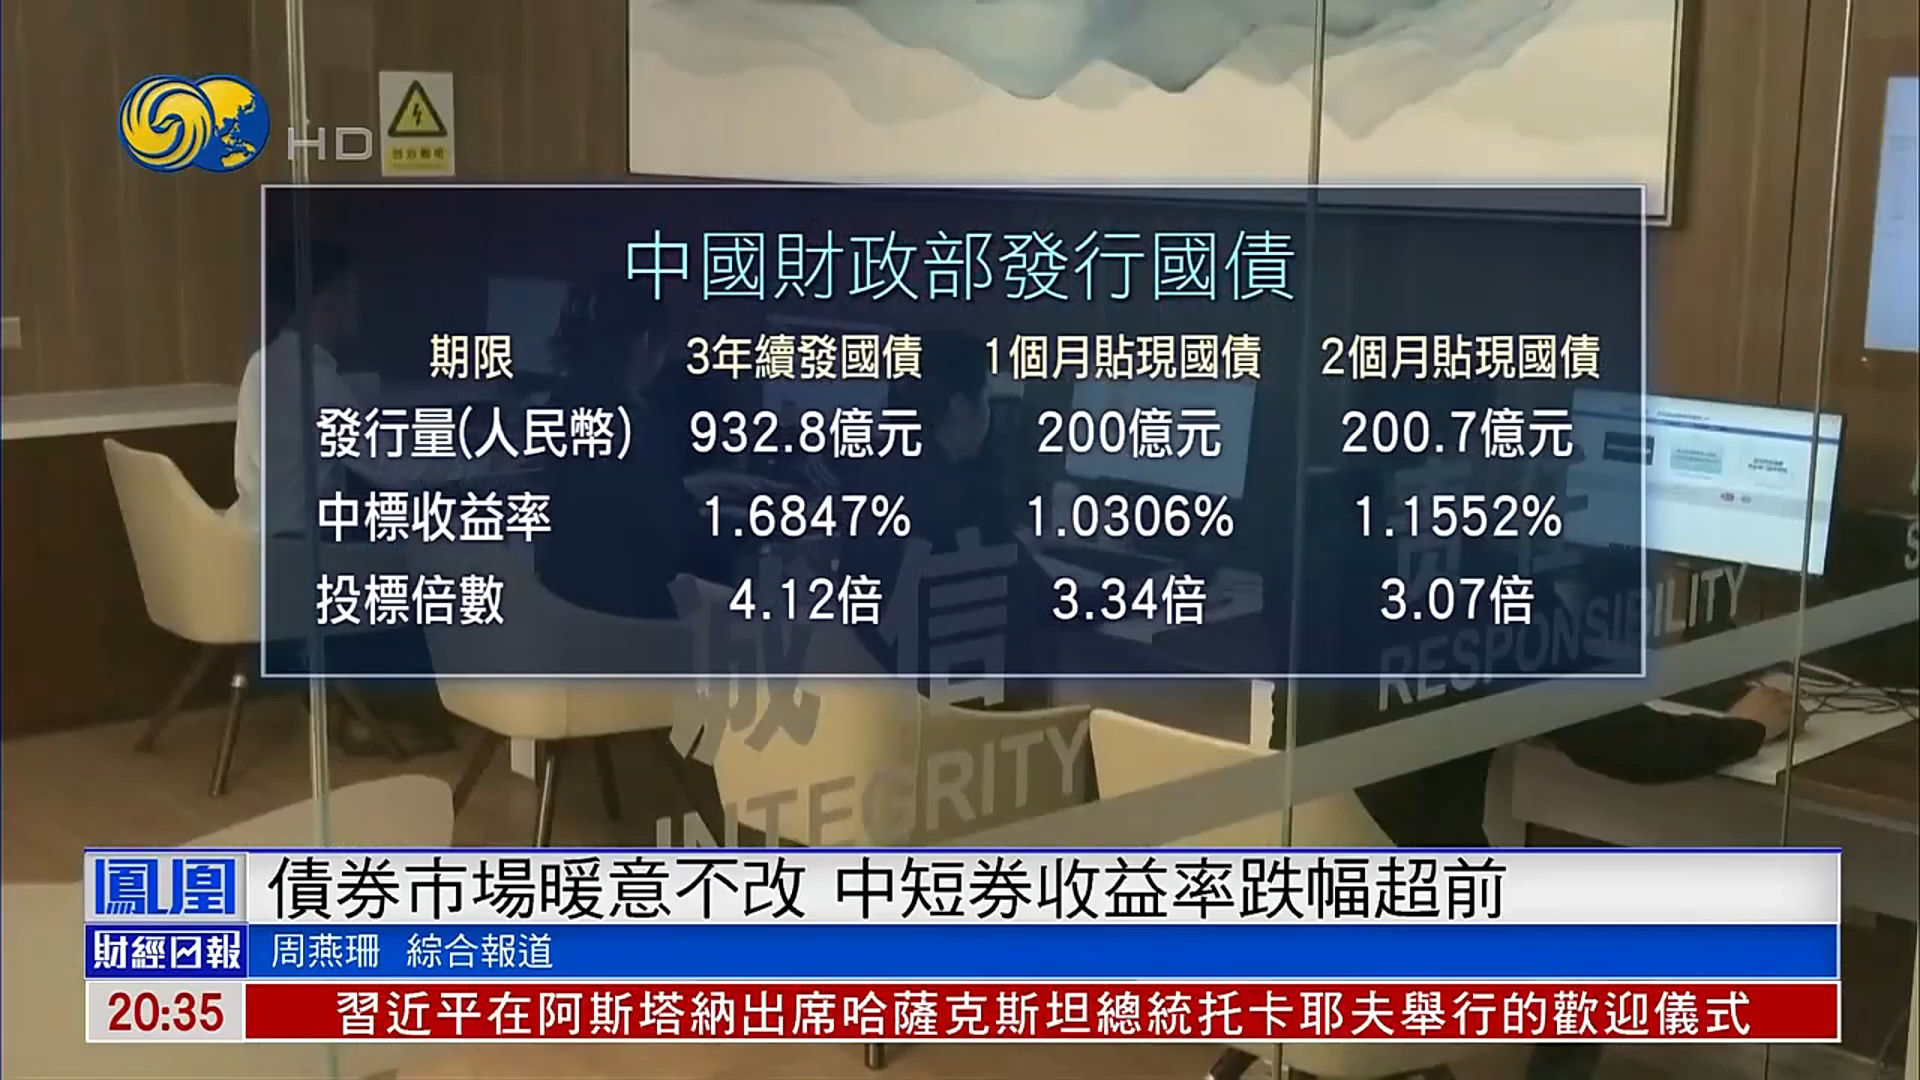 HD
中國財政部發行國債
期限 3年續發國債 1個月貼現國債 2個月貼現國債
發行量(人民幣) 932.8億元 200億元 200.7億元
中標收益率 1.6847% 1.0306% 1.1552%
投標倍數 4.12倍 3.34倍 3.07倍
誠信
INTEGRITY
責任
RESPONSIBILITY
鳳凰 債券市場暖意不改 中短券收益率跌幅超前
財經日報 周燕珊 綜合報道
20:35 習近平在阿斯塔納出席哈薩克斯坦總統托卡耶夫舉行的歡迎儀式